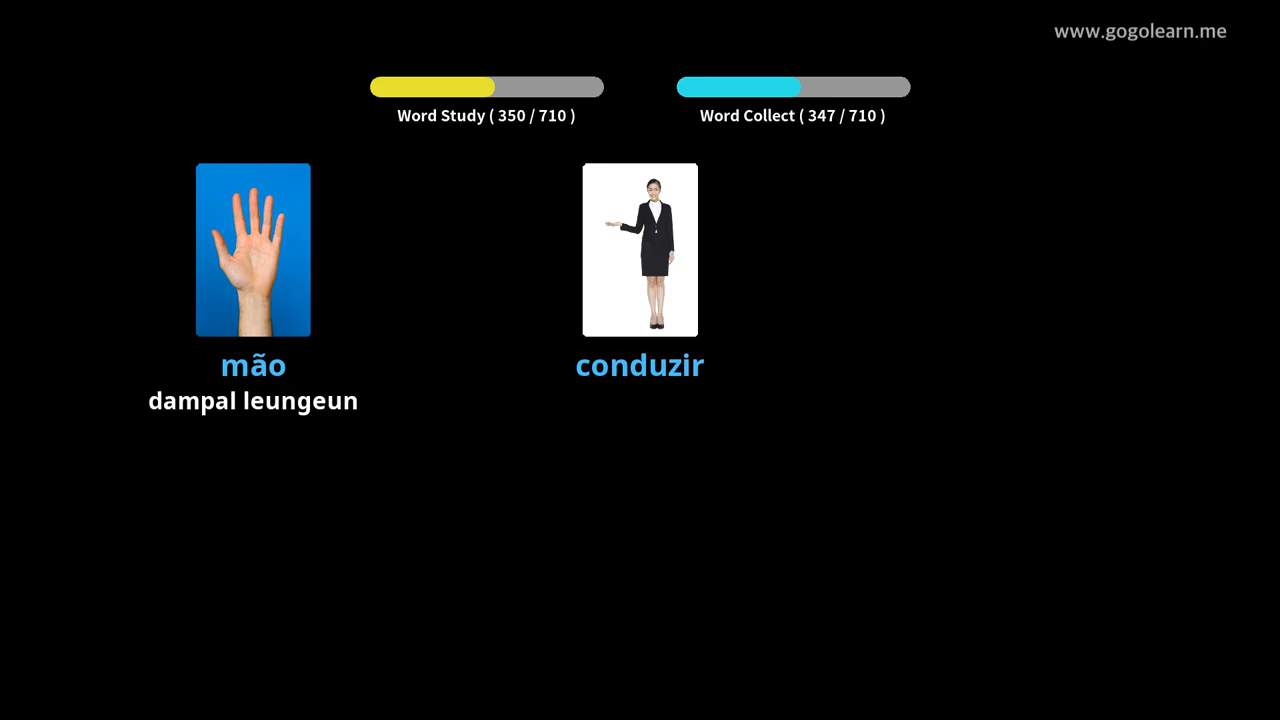 www.gogolearn.me
Word Study ( 350 / 710 )
Word Collect ( 347 / 710 )
mão
dampal leungeun
conduzir